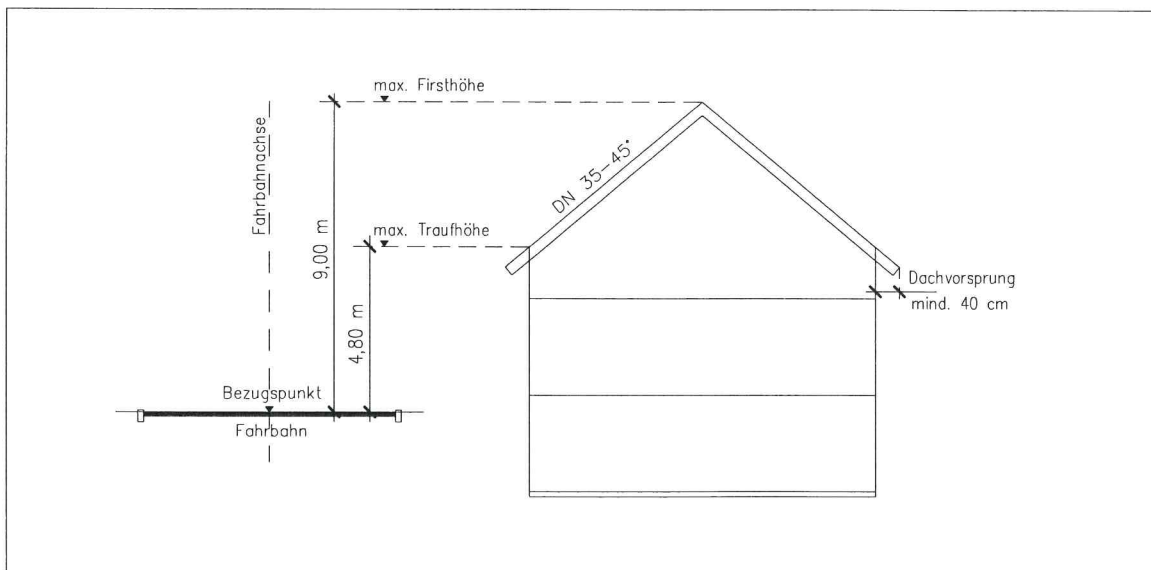 max. Firsthöhe
Fahrbahnachse
DN 35-45°
9,00 m
max. Traufhöhe
4,80 m
Dachvorsprung
mind. 40 cm
Bezugspunkt
Fahrbahn